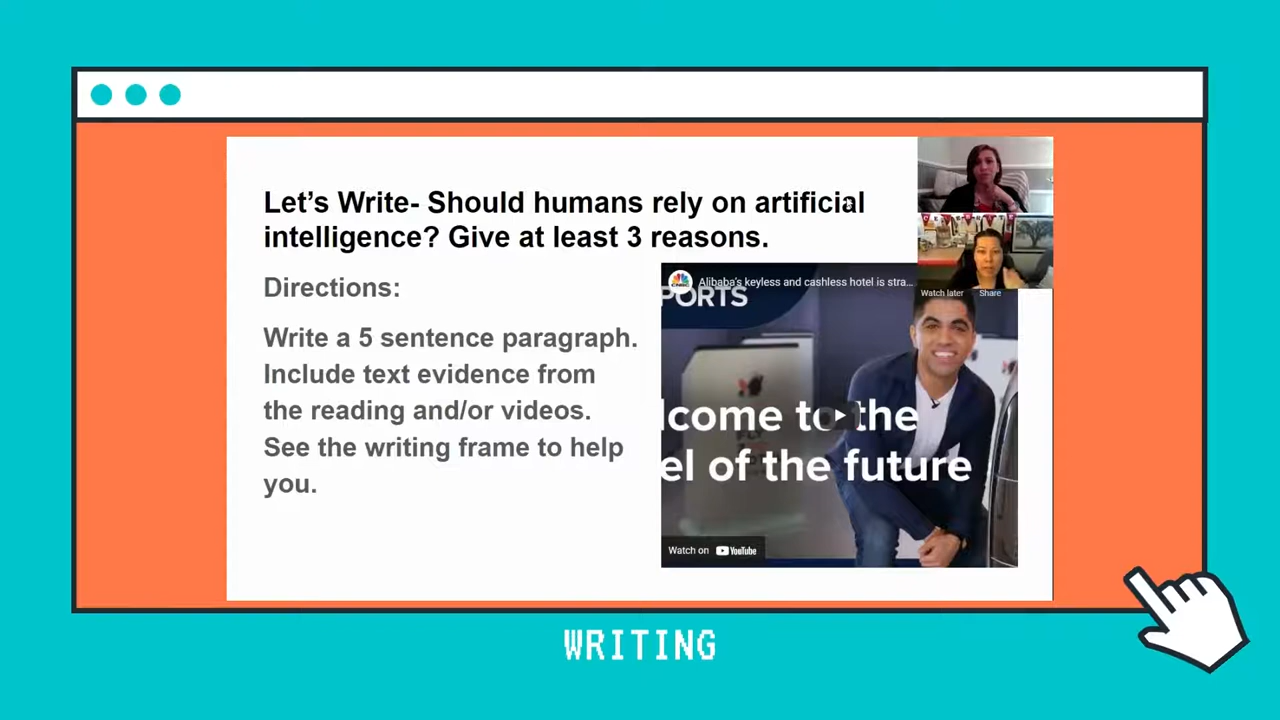 Let's Write- Should humans rely on artificial
intelligence? Give at least 3 reasons.
Directions:
Write a 5 sentence paragraph.
Include text evidence from
the reading and/or videos.
See the writing frame to help
you.
Alibaba's keyless and cashless hotel is stra...
Watch later Share
PORTS
lcome to the
el of the future
Watch on YouTube
WRITING